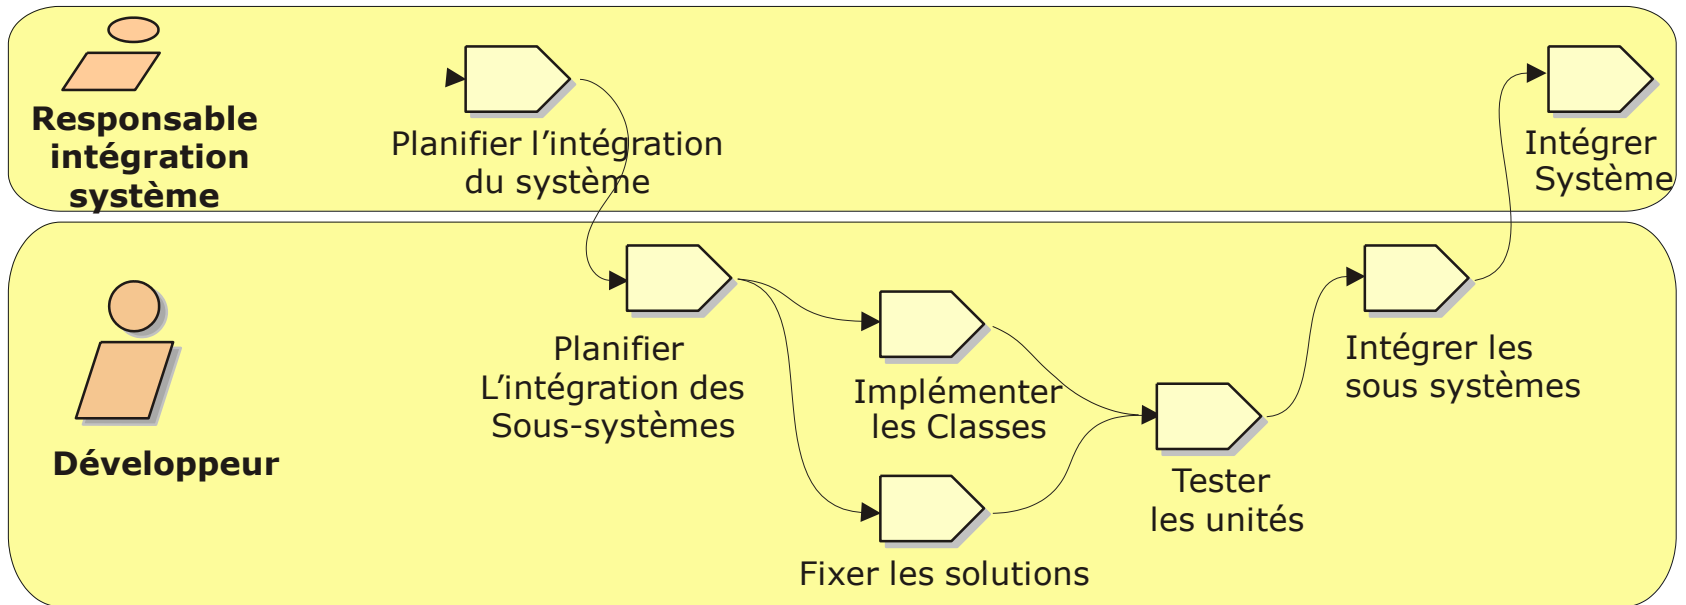 Responsable
intégration
système
Planifier l’intégration
du système
Intégrer
Système
Développeur
Planifier
L’intégration des
Sous-systèmes
Implémenter
les Classes
Fixer les solutions
Tester
les unités
Intégrer les
sous systèmes